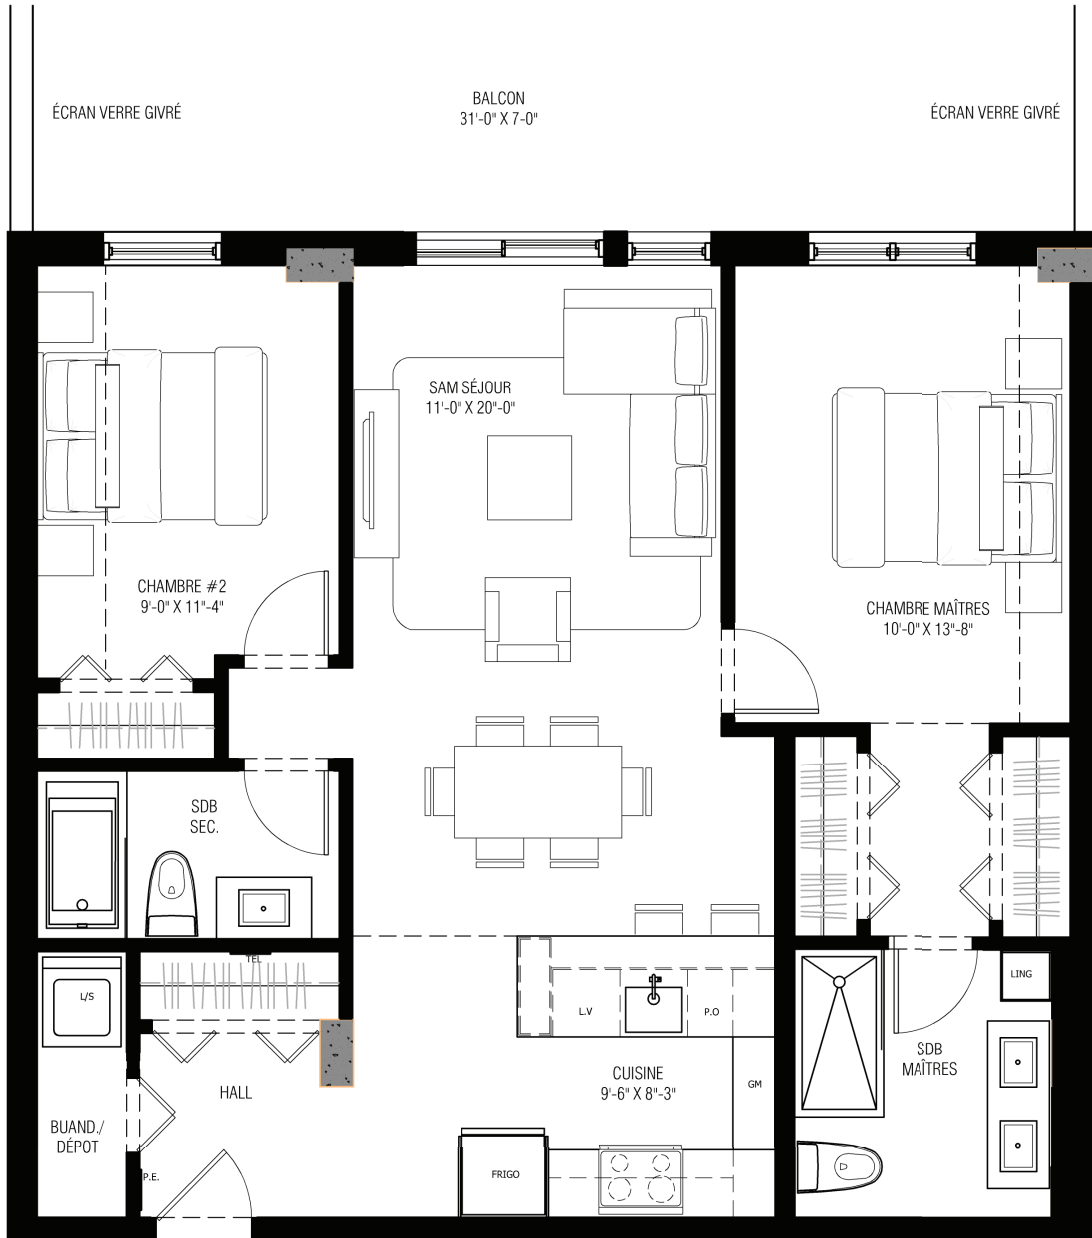 ÉCRAN VERRE GIVRÉ
BALCON
31'-0" X 7-0"
ÉCRAN VERRE GIVRÉ
SAM SÉJOUR
11'-0" X 20"-0"
CHAMBRE #2
9'-0" X 11"-4"
CHAMBRE MAÎTRES
10'-0" X 13"-8"
SDB
SEC.
TEL
L/S
LING
L.V
P.O
SDB
MAÎTRES
CUISINE
9'-6" X 8"-3"
GM
HALL
BUAND./
DÉPOT
P.E.
FRIGO